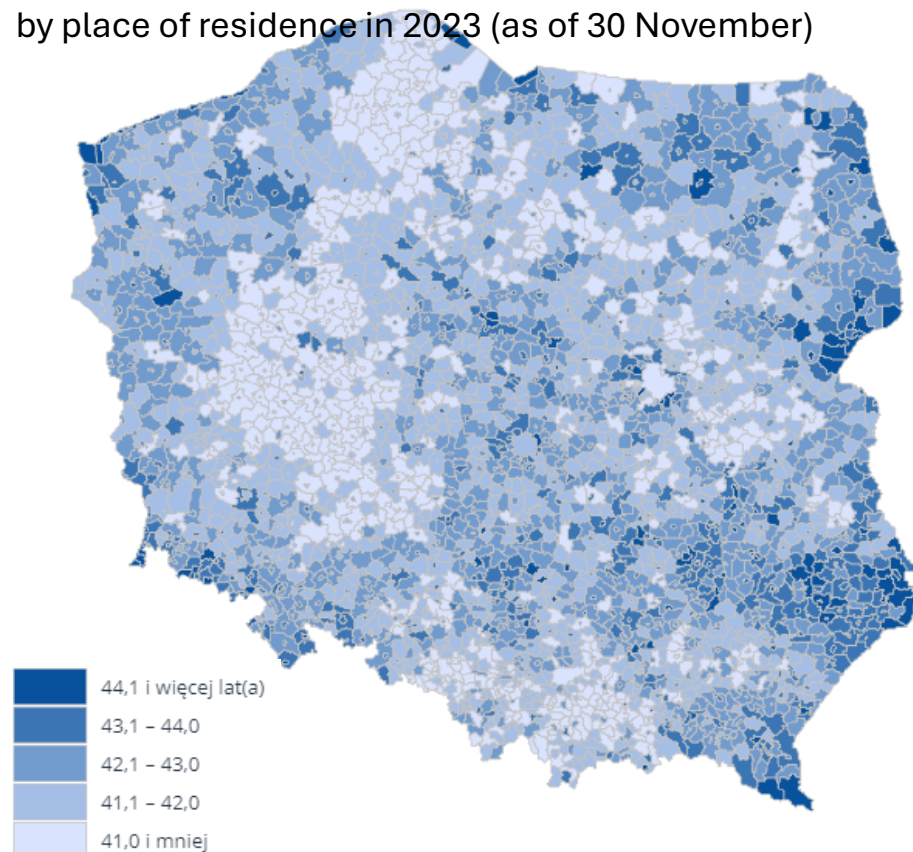 by place of residence in 2023 (as of 30 November)
44,1 i więcej lat(a)
43,1 – 44,0
42,1 – 43,0
41,1 – 42,0
41,0 i mniej